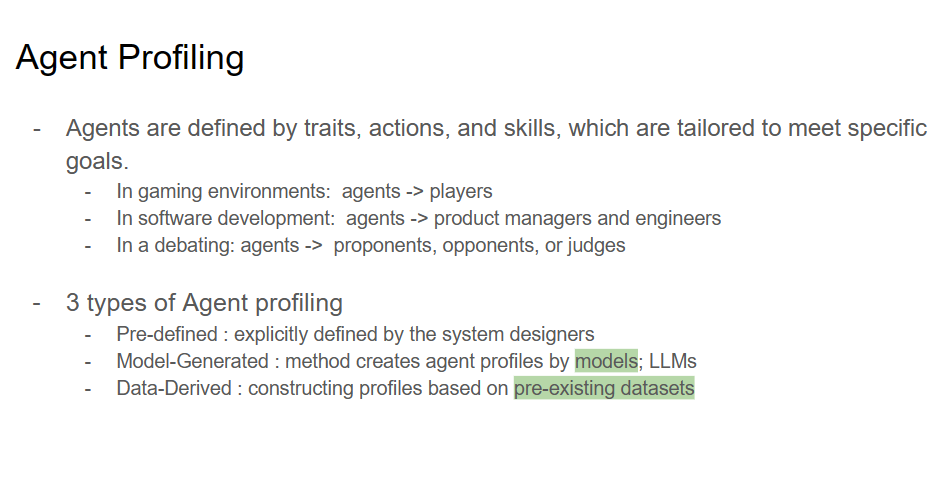 Agent Profiling
- Agents are defined by traits, actions, and skills, which are tailored to meet specific
goals.
- In gaming environments:  agents -> players
- In software development:  agents -> product managers and engineers
- In a debating: agents ->  proponents, opponents, or judges
- 3 types of Agent profiling
- Pre-defined : explicitly defined by the system designers
- Model-Generated : method creates agent profiles by models; LLMs
- Data-Derived : constructing profiles based on pre-existing datasets